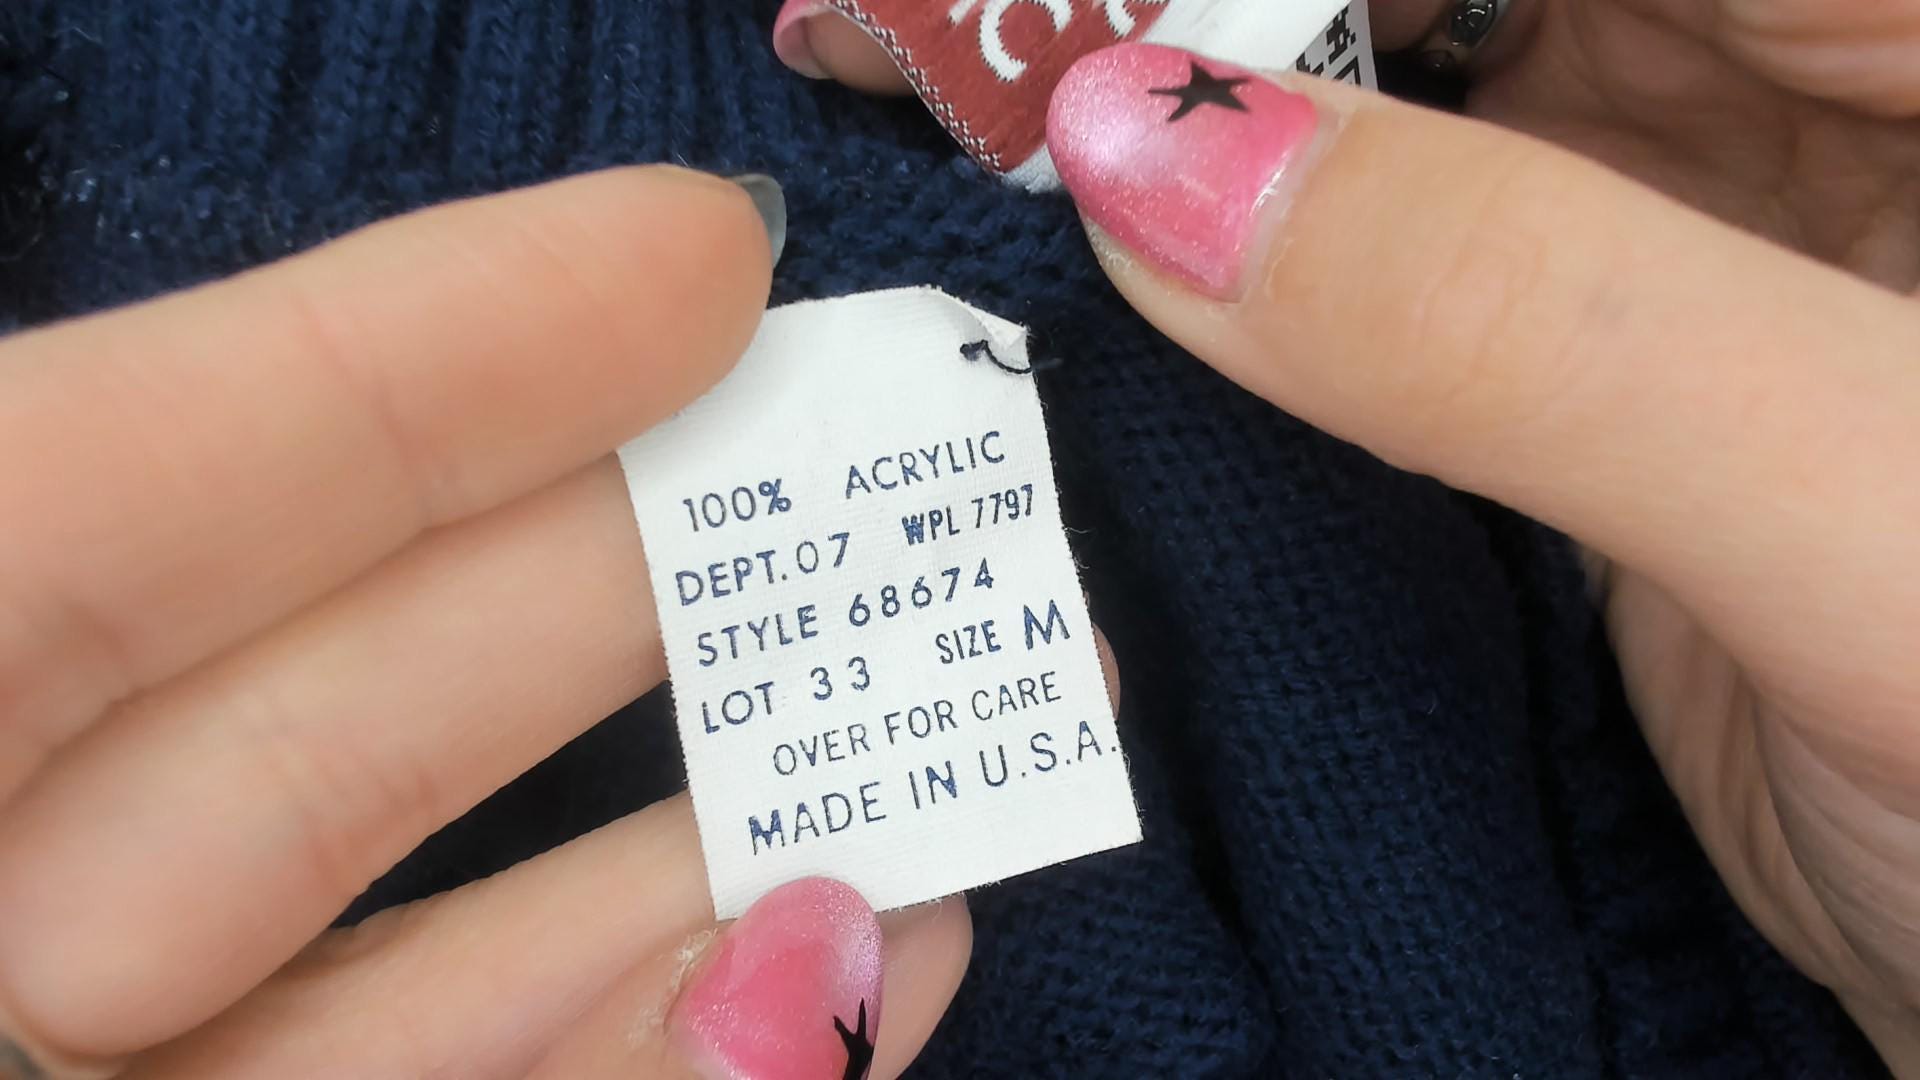 100% ACRYLIC
DEPT. 07 WPL 7797
STYLE 68674
LOT 33 SIZE M
OVER FOR CARE
MADE IN U.S.A.